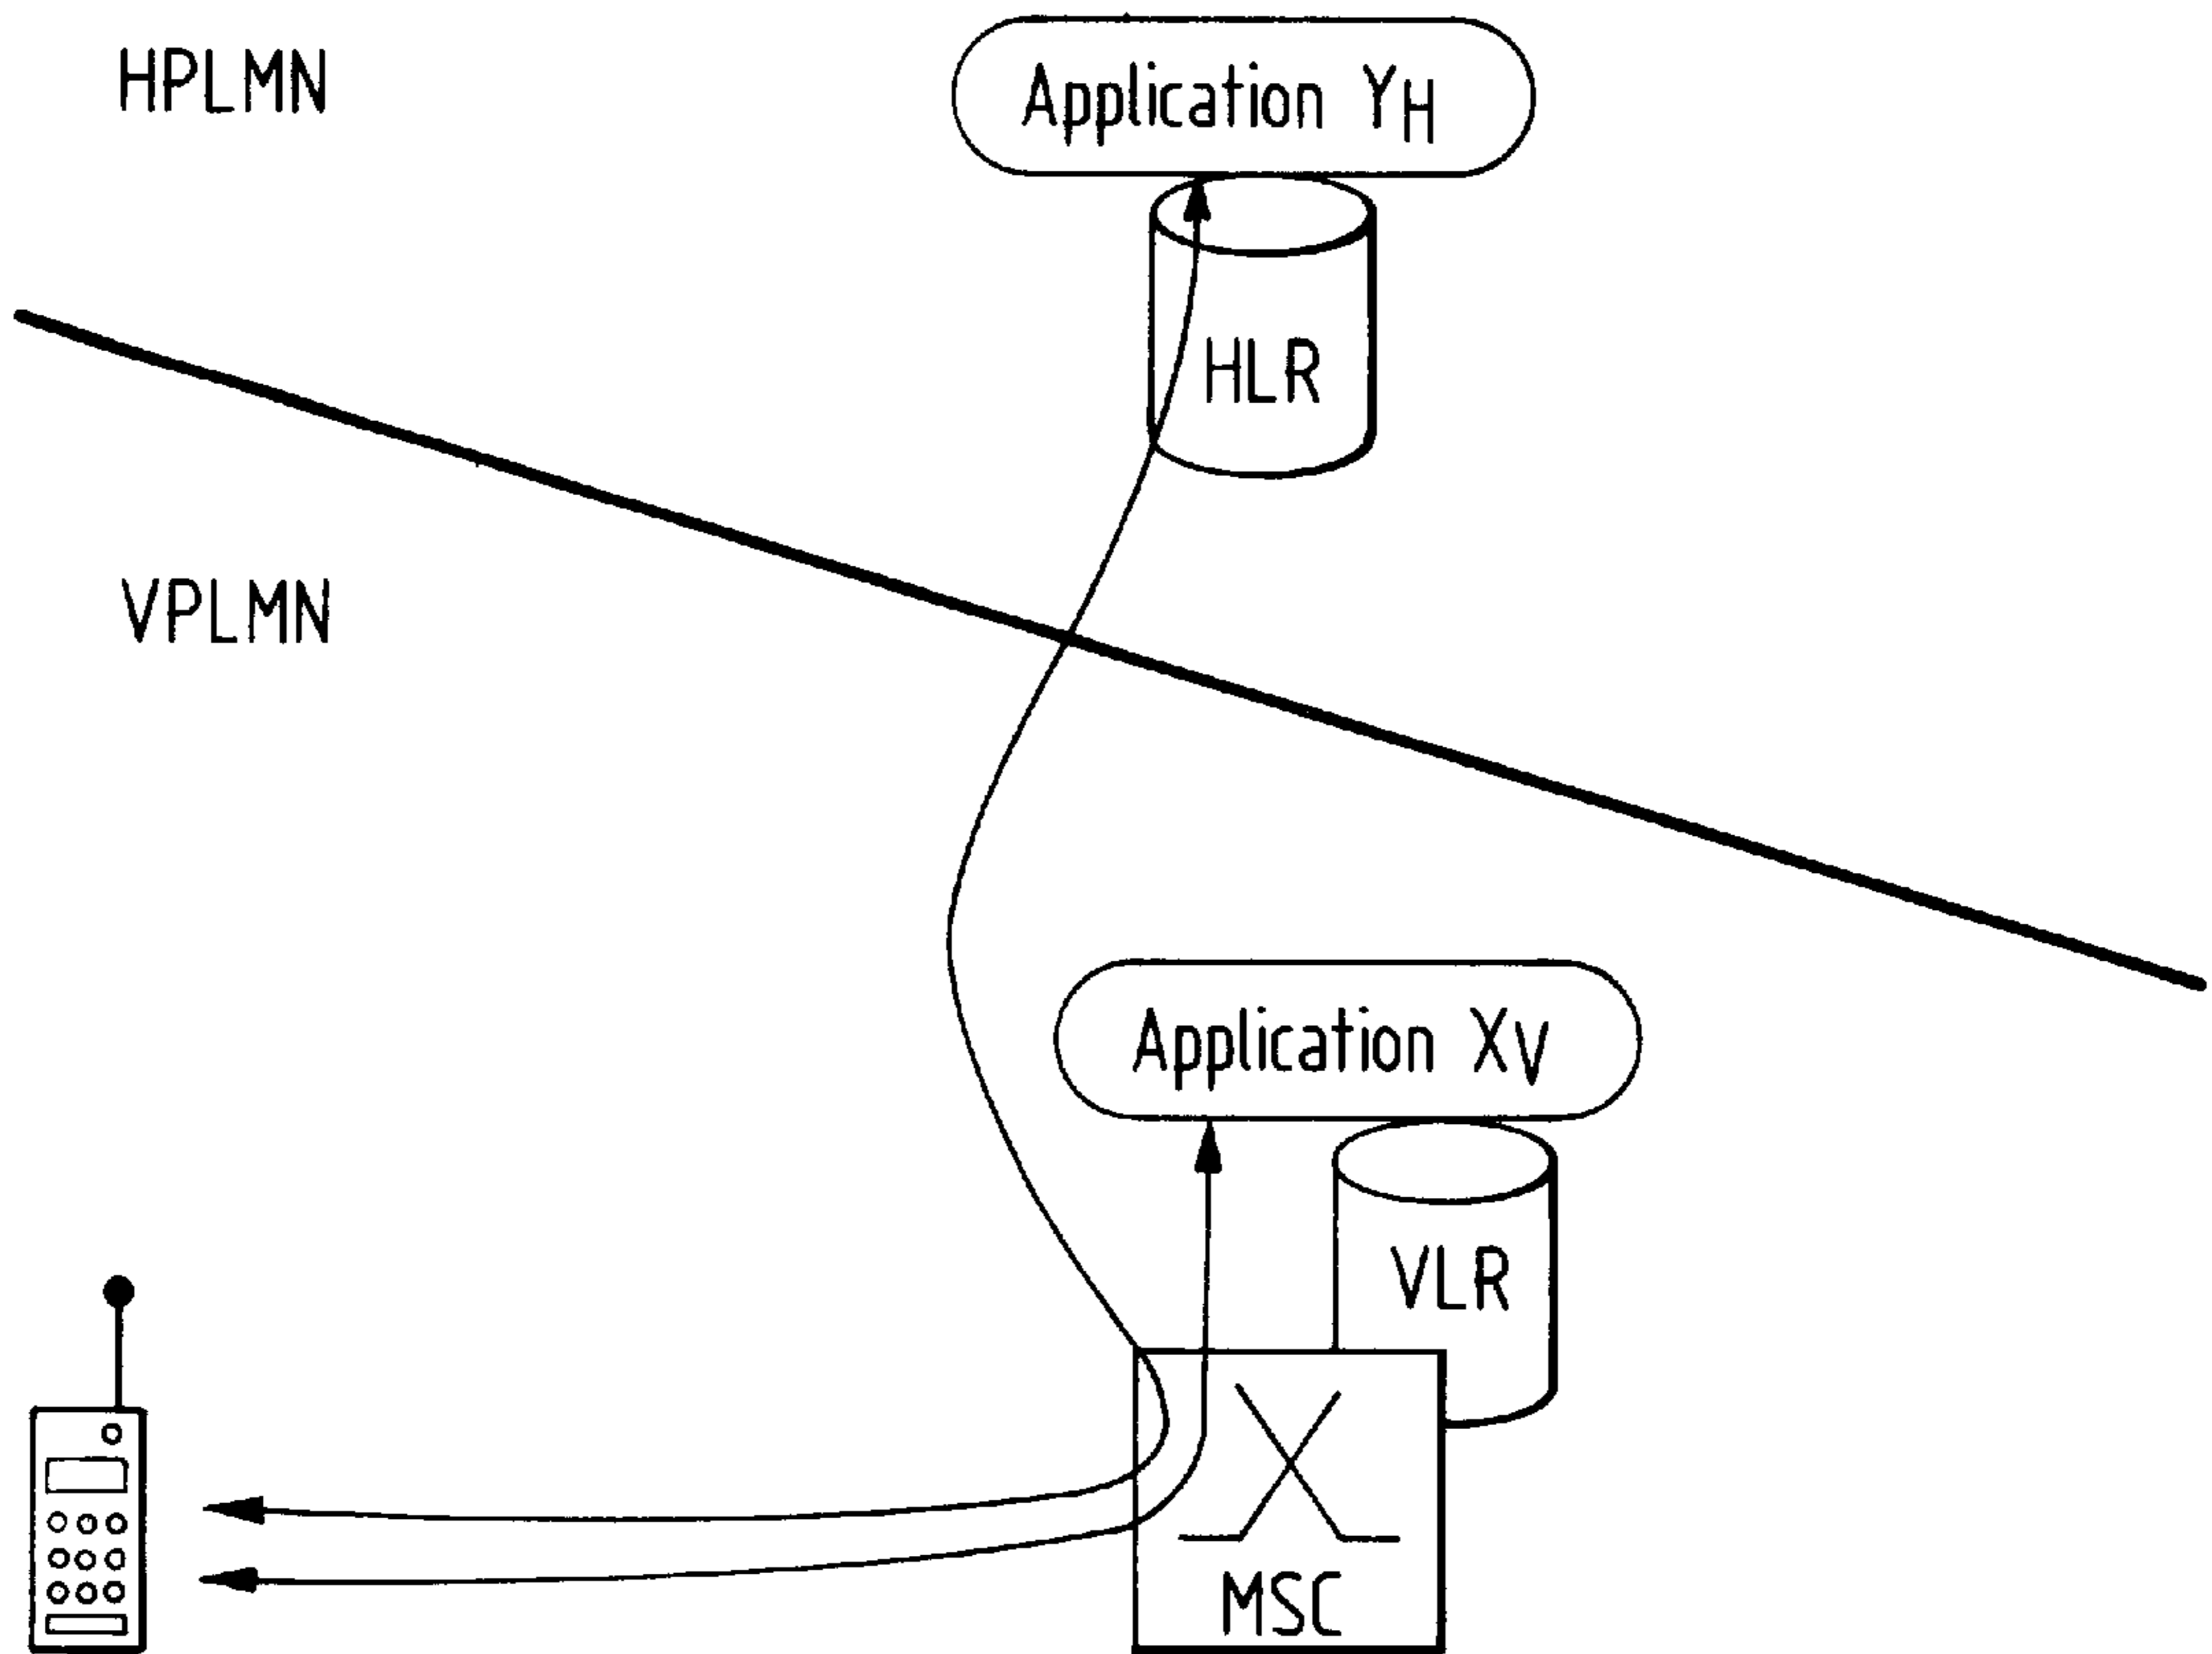 HPLMN
Application YH
HLR
VPLMN
Application XV
VLR
MSC